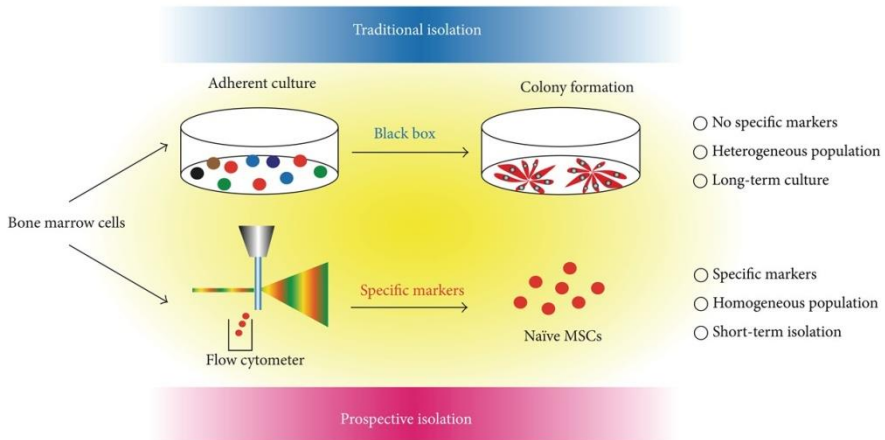 Traditional isolation
Adherent culture
Colony formation
Black box
No specific markers
Heterogeneous population
Long-term culture
Bone marrow cells
Specific markers
Flow cytometer
Naïve MSCs
Specific markers
Homogeneous population
Short-term isolation
Prospective isolation